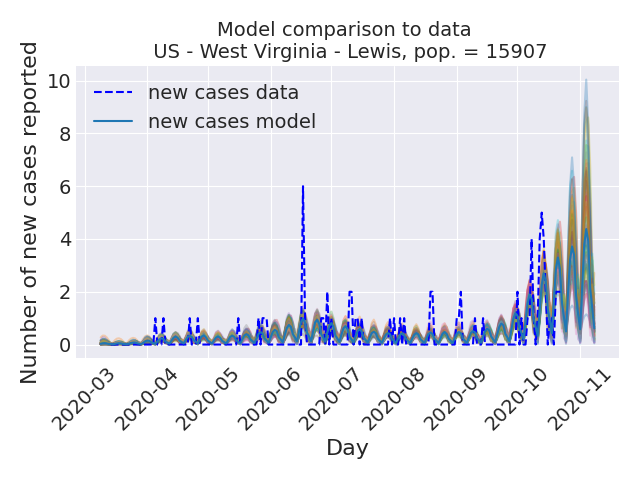 Model comparison to data
US - West Virginia - Lewis, pop. = 15907
Number of new cases reported
10
8
6
4
2
0
new cases data
new cases model
2020-03
2020-04
2020-05
2020-06
2020-07
2020-08
2020-09
2020-10
2020-11
Day